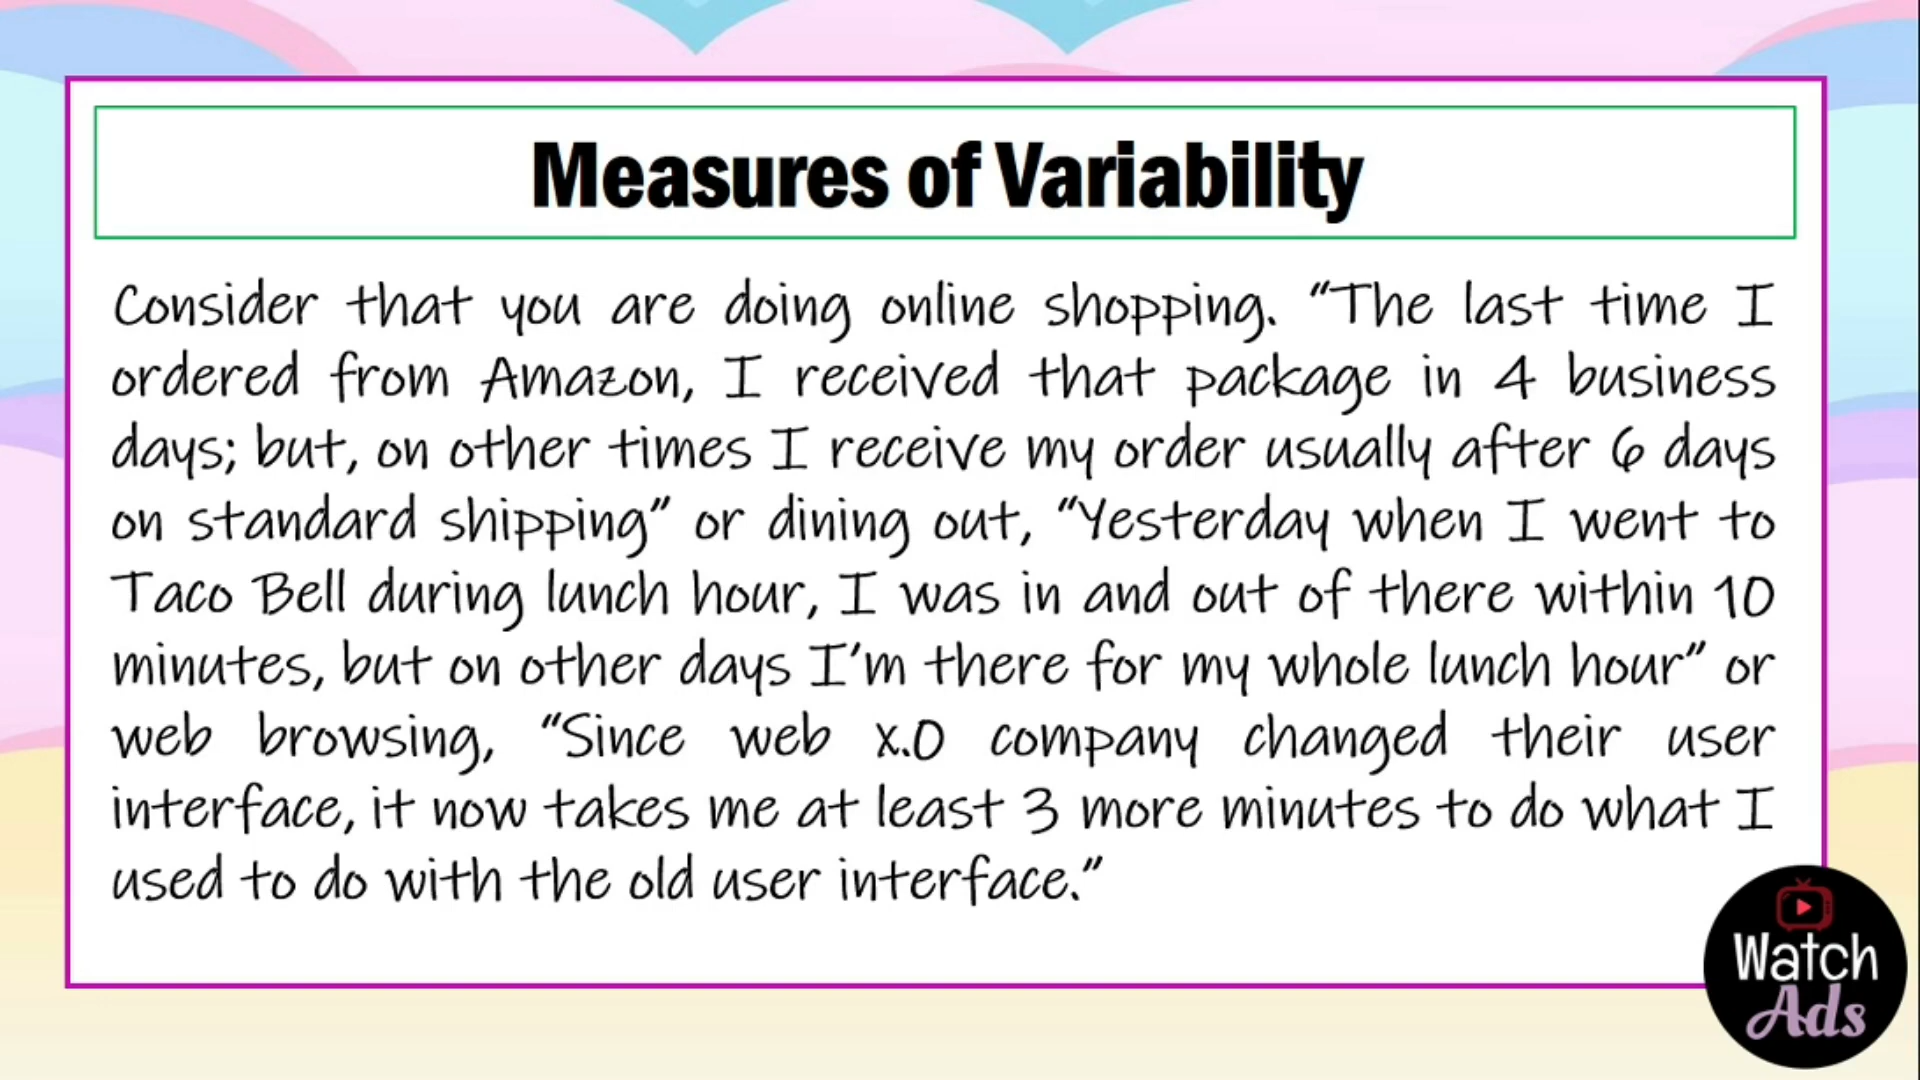 Measures of Variability
Consider that you are doing online shopping. “The last time I
ordered from Amazon, I received that package in 4 business
days; but, on other times I receive my order usually after 6 days
on standard shipping” or dining out, “Yesterday when I went to
Taco Bell during lunch hour, I was in and out of there within 10
minutes, but on other days I’m there for my whole lunch hour” or
web browsing, “Since web x.0 company changed their user
interface, it now takes me at least 3 more minutes to do what I
used to do with the old user interface.”
Watch
Ads